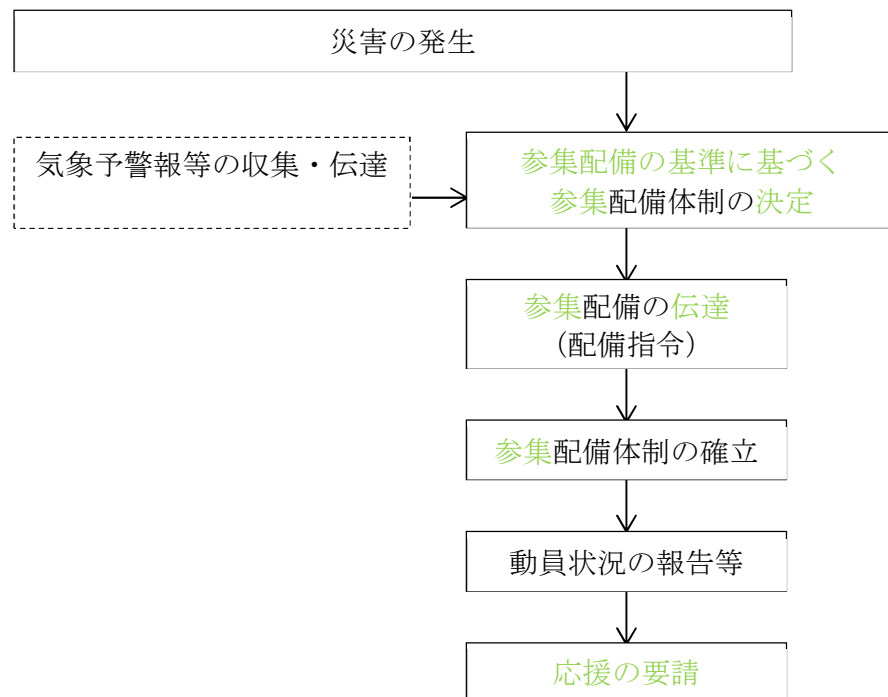 災害の発生
気象予警報等の収集・伝達
参集配備の基準に基づく
参集配備体制の決定
参集配備の伝達
（配備指令）
参集配備体制の確立
動員状況の報告等
応援の要請